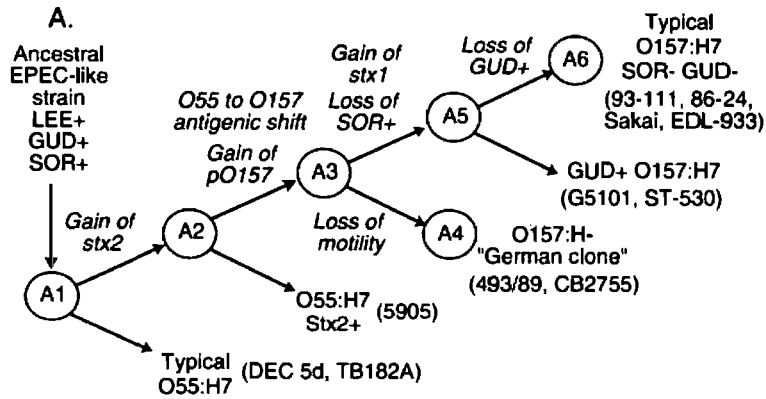 A.
Ancestral
EPEC-like
strain
LEE+
GUD+
SOR+
A1
Gain of
stx2
A2
O55 to O157
antigenic shift
Gain of
pO157
A3
Gain of
stx1
Loss of
SOR+
A5
Loss of
GUD+
A6
Typical
O157:H7
SOR- GUD-
(93-111, 86-24,
Sakai, EDL-933)
GUD+ O157:H7
(G5101, ST-530)
Loss of
motility
A4
O157:H-
"German clone"
(493/89, CB2755)
O55:H7
Stx2+
(5905)
Typical
O55:H7
(DEC 5d, TB182A)